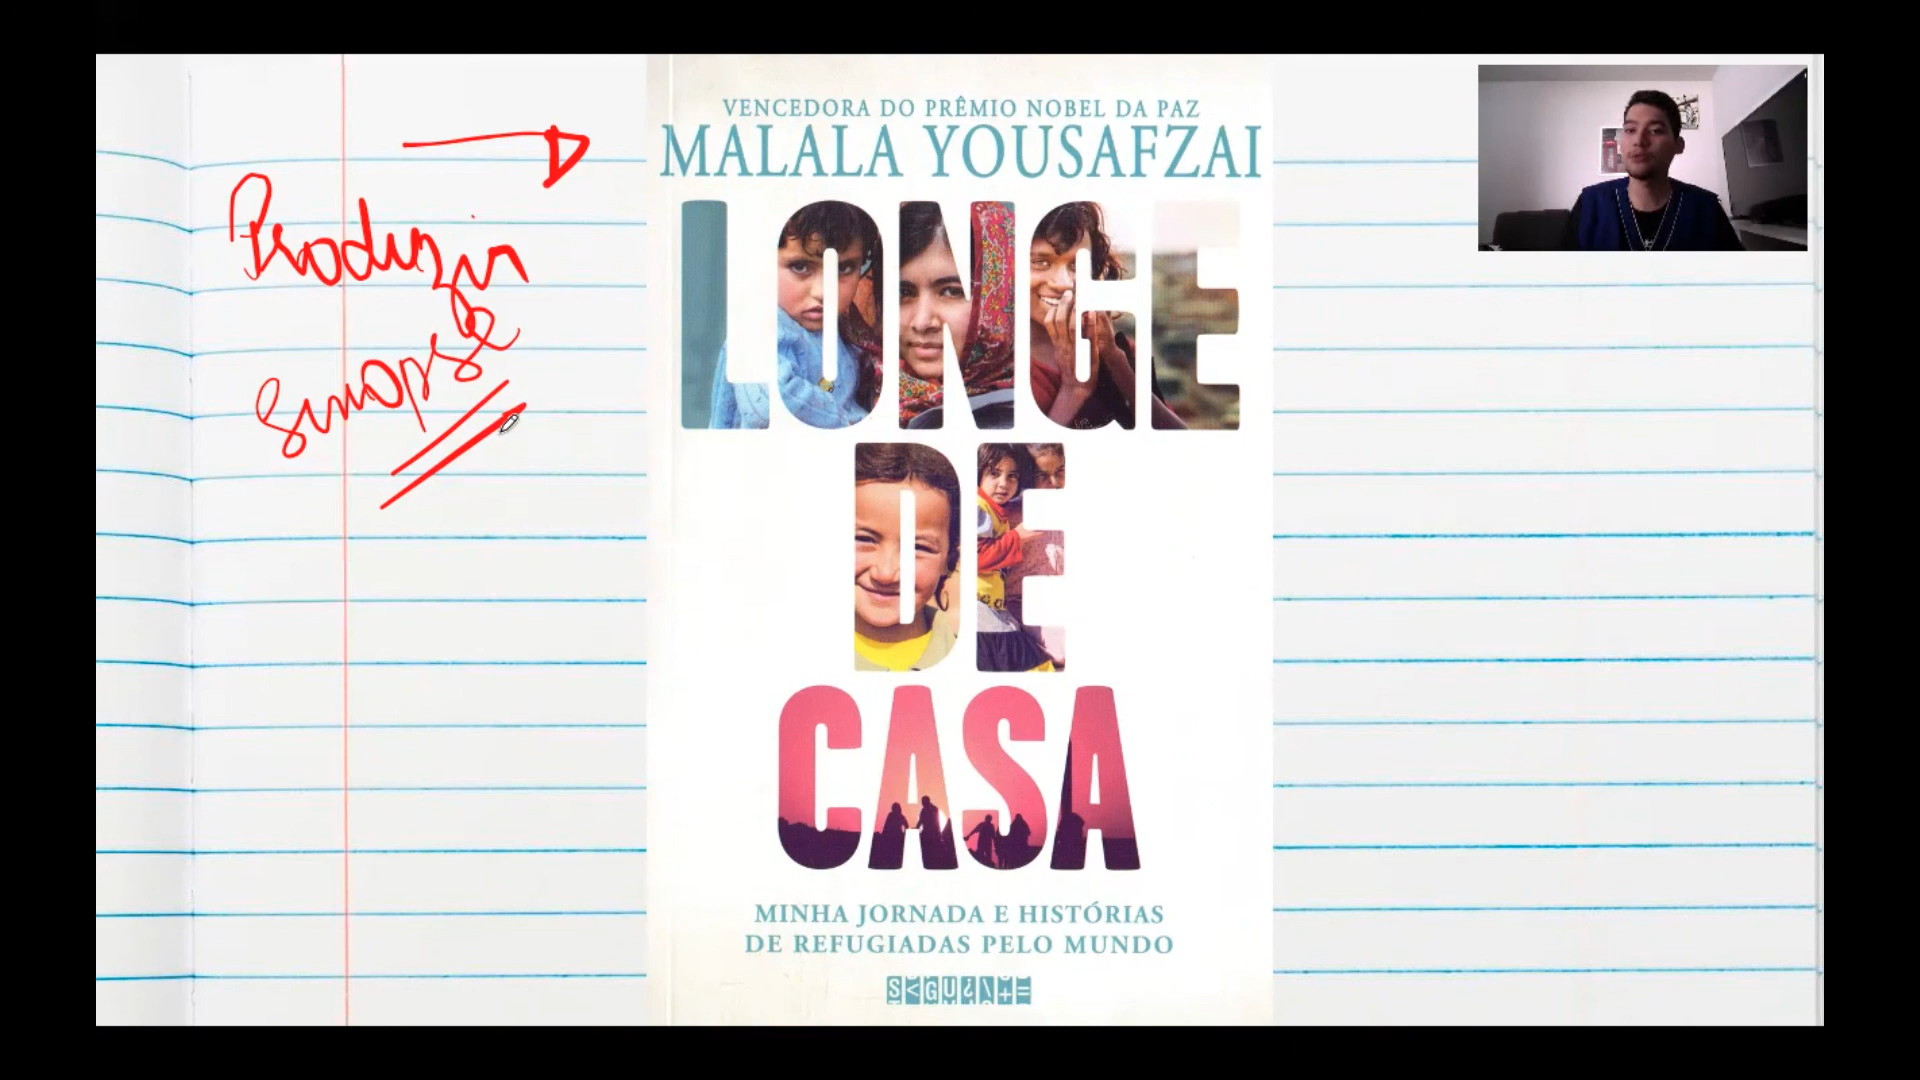 Produzir
sinopse
VENCEDORA DO PRÊMIO NOBEL DA PAZ
MALALA YOUSAFZAI
LONGE
DE
CASA
MINHA JORNADA E HISTÓRIAS
DE REFUGIADAS PELO MUNDO